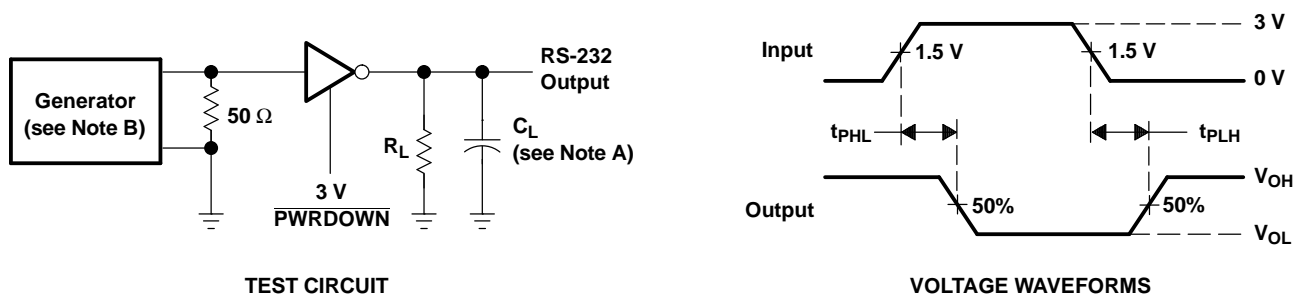 Generator
(see Note B)
50 Ω
3 V
PWRDOWN
R_L
C_L
(see Note A)
RS-232
Output
TEST CIRCUIT
Input
1.5 V
1.5 V
3 V
0 V
t_PHL
t_PLH
Output
50%
50%
V_OH
V_OL
VOLTAGE WAVEFORMS